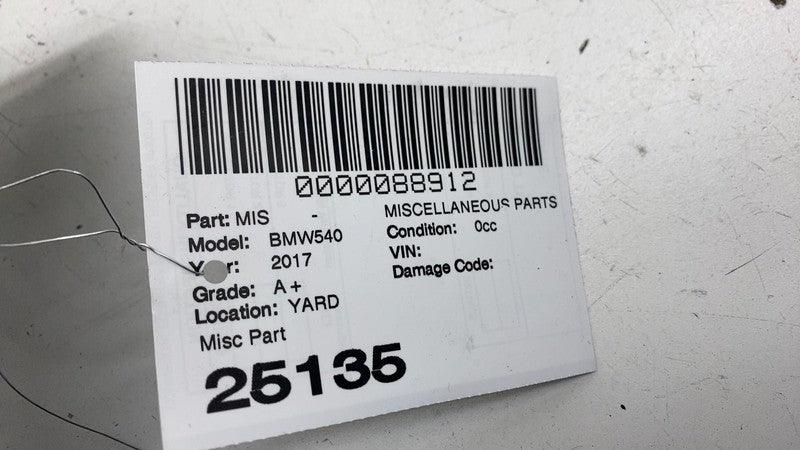 0000088912
Part: MIS - MISCELLANEOUS PARTS
Model: BMW540 Condition: 0cc
2017 VIN:
Grade: A + Damage Code:
Location: YARD
Misc Part
25135